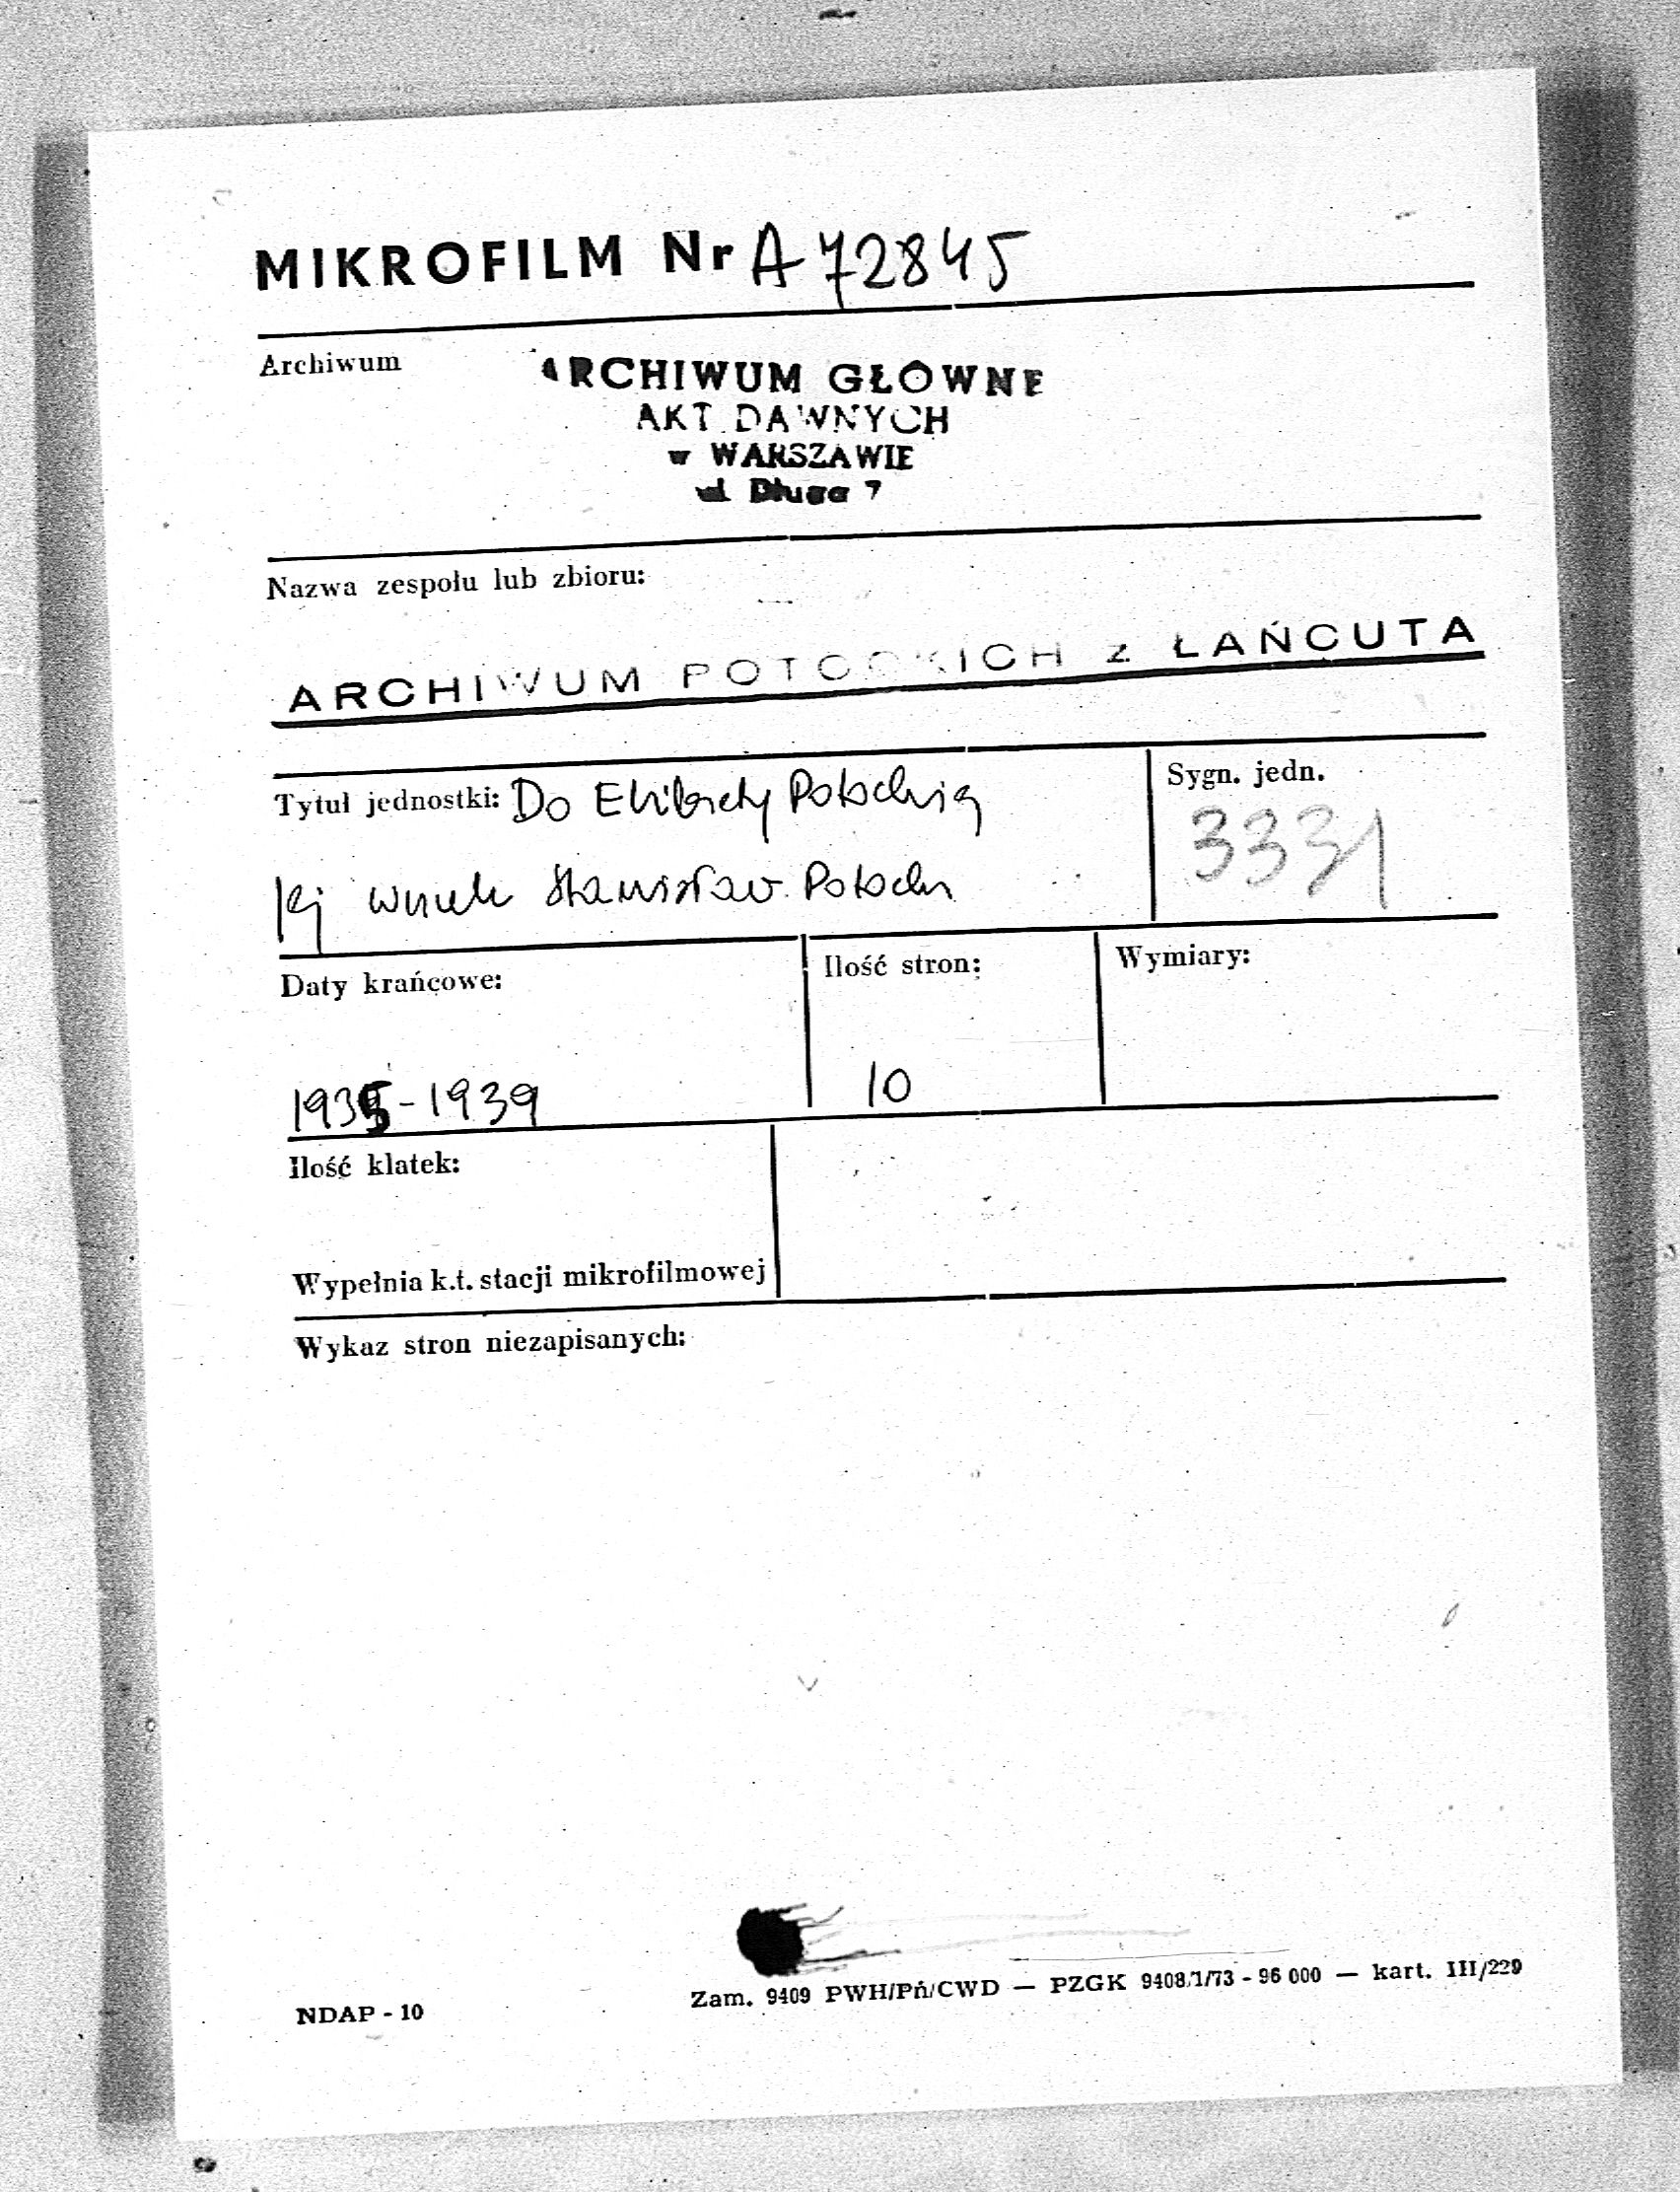 MIKROFILM Nr A 72845
Archiwum
ARCHIWUM GŁÓWNE
AKT DAWNYCH
w WARSZAWIE
ul Długa 7
Nazwa zespołu lub zbioru:
ARCHIWUM POTOCKICH z ŁAŃCUTA
Tytuł jednostki: Do Elżbiety Potockiej
jej wnuk Stanisław Potocki
Sygn. jedn.
3331
Daty krańcowe:
1935-1939
Ilość stron:
10
Wymiary:
Ilość klatek:
Wypełnia k.t. stacji mikrofilmowej
Wykaz stron niezapisanych:
NDAP - 10
Zam. 9409 PWH/Pń/CWD — PZGK 9408/1/73 - 96 000 — kart. III/229